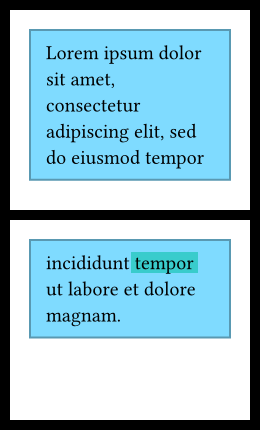 Lorem ipsum dolor
sit amet,
consectetur
adipiscing elit, sed
do eiusmod tempor
incididunt tempor
ut labore et dolore
magnam.